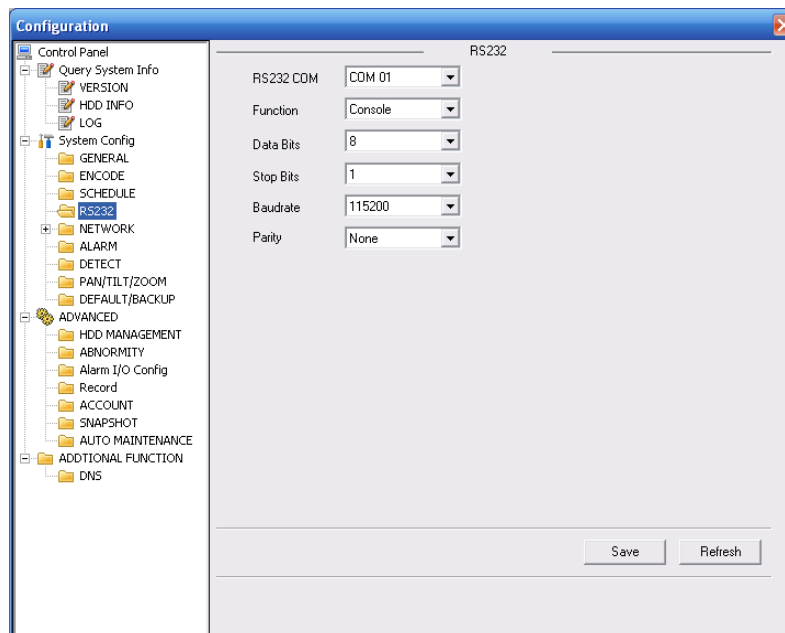 Configuration
Control Panel
Query System Info
VERSION
HDD INFO
LOG
System Config
GENERAL
ENCODE
SCHEDULE
RS232
NETWORK
ALARM
DETECT
PAN/TILT/ZOOM
DEFAULT/BACKUP
ADVANCED
HDD MANAGEMENT
ABNORMITY
Alarm I/O Config
Record
ACCOUNT
SNAPSHOT
AUTO MAINTENANCE
ADDTIONAL FUNCTION
DNS
RS232
RS232 COM COM 01
Function Console
Data Bits 8
Stop Bits 1
Baudrate 115200
Parity None
Save Refresh